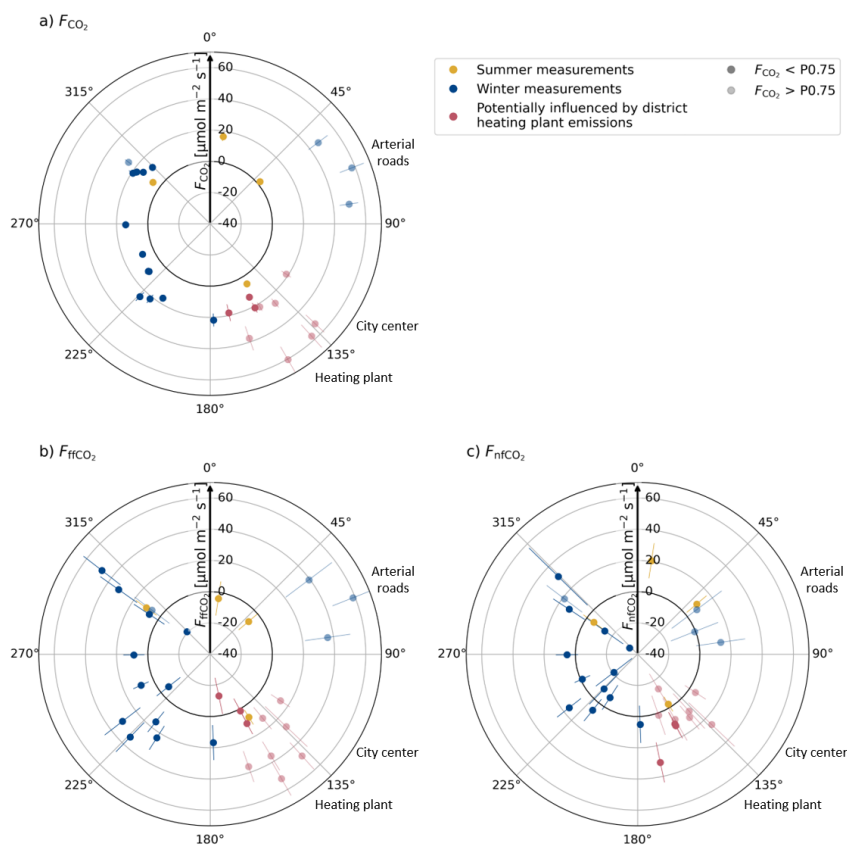 a) F_CO₂
0°
45°
Arterial
roads
90°
City center
135°
Heating plant
180°
225°
270°
315°
F_CO₂ [μmol m⁻² s⁻¹]
60
40
20
0
-20
-40
Summer measurements
Winter measurements
Potentially influenced by district
heating plant emissions
F_CO₂ < P0.75
F_CO₂ > P0.75
b) F_ffCO₂
0°
45°
Arterial
roads
90°
City center
135°
Heating plant
180°
225°
270°
315°
F_ffCO₂ [μmol m⁻² s⁻¹]
60
40
20
0
-20
-40
c) F_nfCO₂
0°
45°
Arterial
roads
90°
City center
135°
Heating plant
180°
225°
270°
315°
F_nfCO₂ [μmol m⁻² s⁻¹]
60
40
20
0
-20
-40